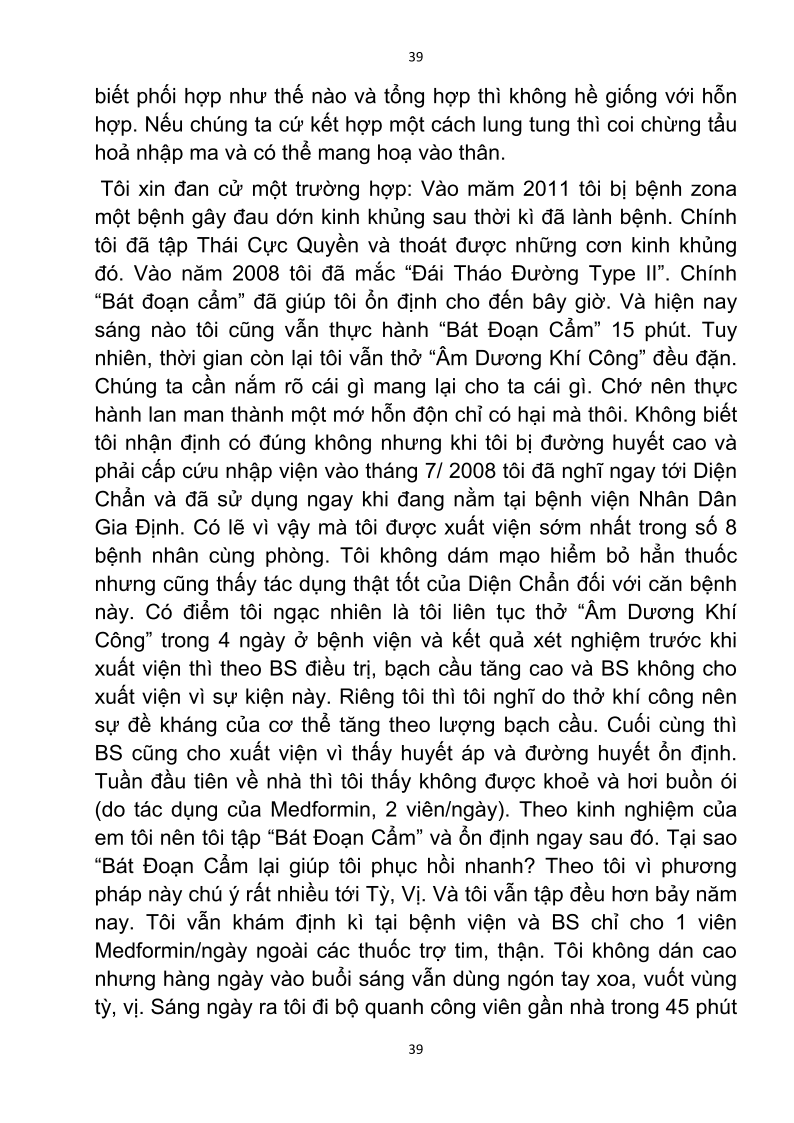 39
biết phối hợp như thế nào và tổng hợp thì không hề giống với hỗn
hợp. Nếu chúng ta cứ kết hợp một cách lung tung thì coi chừng tẩu
hoả nhập ma và có thể mang hoạ vào thân.
Tôi xin đan cử một trường hợp: Vào măm 2011 tôi bị bệnh zona
một bệnh gây đau dớn kinh khủng sau thời kì đã lành bệnh. Chính
tôi đã tập Thái Cực Quyền và thoát được những cơn kinh khủng
đó. Vào năm 2008 tôi đã mắc “Đái Tháo Đường Type II”. Chính
“Bát đoạn cẩm” đã giúp tôi ổn định cho đến bây giờ. Và hiện nay
sáng nào tôi cũng vẫn thực hành “Bát Đoạn Cẩm” 15 phút. Tuy
nhiên, thời gian còn lại tôi vẫn thở “Âm Dương Khí Công” đều đặn.
Chúng ta cần nắm rõ cái gì mang lại cho ta cái gì. Chớ nên thực
hành lan man thành một mớ hỗn độn chỉ có hại mà thôi. Không biết
tôi nhận định có đúng không nhưng khi tôi bị đường huyết cao và
phải cấp cứu nhập viện vào tháng 7/ 2008 tôi đã nghĩ ngay tới Diện
Chẩn và đã sử dụng ngay khi đang nằm tại bệnh viện Nhân Dân
Gia Định. Có lẽ vì vậy mà tôi được xuất viện sớm nhất trong số 8
bệnh nhân cùng phòng. Tôi không dám mạo hiểm bỏ hẳn thuốc
nhưng cũng thấy tác dụng thật tốt của Diện Chẩn đối với căn bệnh
này. Có điểm tôi ngạc nhiên là tôi liên tục thở “Âm Dương Khí
Công” trong 4 ngày ở bệnh viện và kết quả xét nghiệm trước khi
xuất viện thì theo BS điều trị, bạch cầu tăng cao và BS không cho
xuất viện vì sự kiện này. Riêng tôi thì tôi nghĩ do thở khí công nên
sự đề kháng của cơ thể tăng theo lượng bạch cầu. Cuối cùng thì
BS cũng cho xuất viện vì thấy huyết áp và đường huyết ổn định.
Tuần đầu tiên về nhà thì tôi thấy không được khoẻ và hơi buồn ói
(do tác dụng của Medformin, 2 viên/ngày). Theo kinh nghiệm của
em tôi nên tôi tập “Bát Đoạn Cẩm” và ổn định ngay sau đó. Tại sao
“Bát Đoạn Cẩm lại giúp tôi phục hồi nhanh? Theo tôi vì phương
pháp này chú ý rất nhiều tới Tỳ, Vị. Và tôi vẫn tập đều hơn bảy năm
nay. Tôi vẫn khám định kì tại bệnh viện và BS chỉ cho 1 viên
Medformin/ngày ngoài các thuốc trợ tim, thận. Tôi không dán cao
nhưng hàng ngày vào buổi sáng vẫn dùng ngón tay xoa, vuốt vùng
tỳ, vị. Sáng ngày ra tôi đi bộ quanh công viên gần nhà trong 45 phút
39